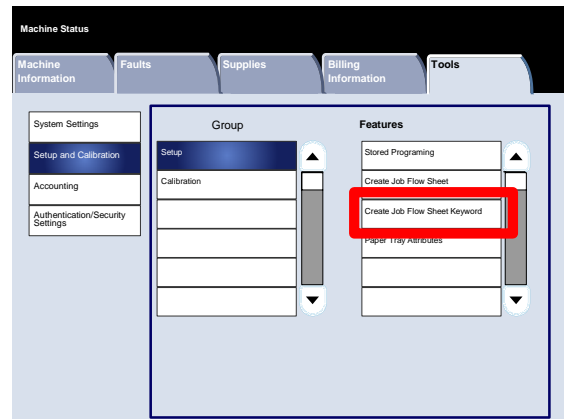 Machine Status
Machine
Information
Faults
Supplies
Billing
Information
Tools
System Settings
Setup and Calibration
Accounting
Authentication/Security
Settings
Group
Setup
Calibration
Features
Stored Programing
Create Job Flow Sheet
Create Job Flow Sheet Keyword
Paper Tray Attributes